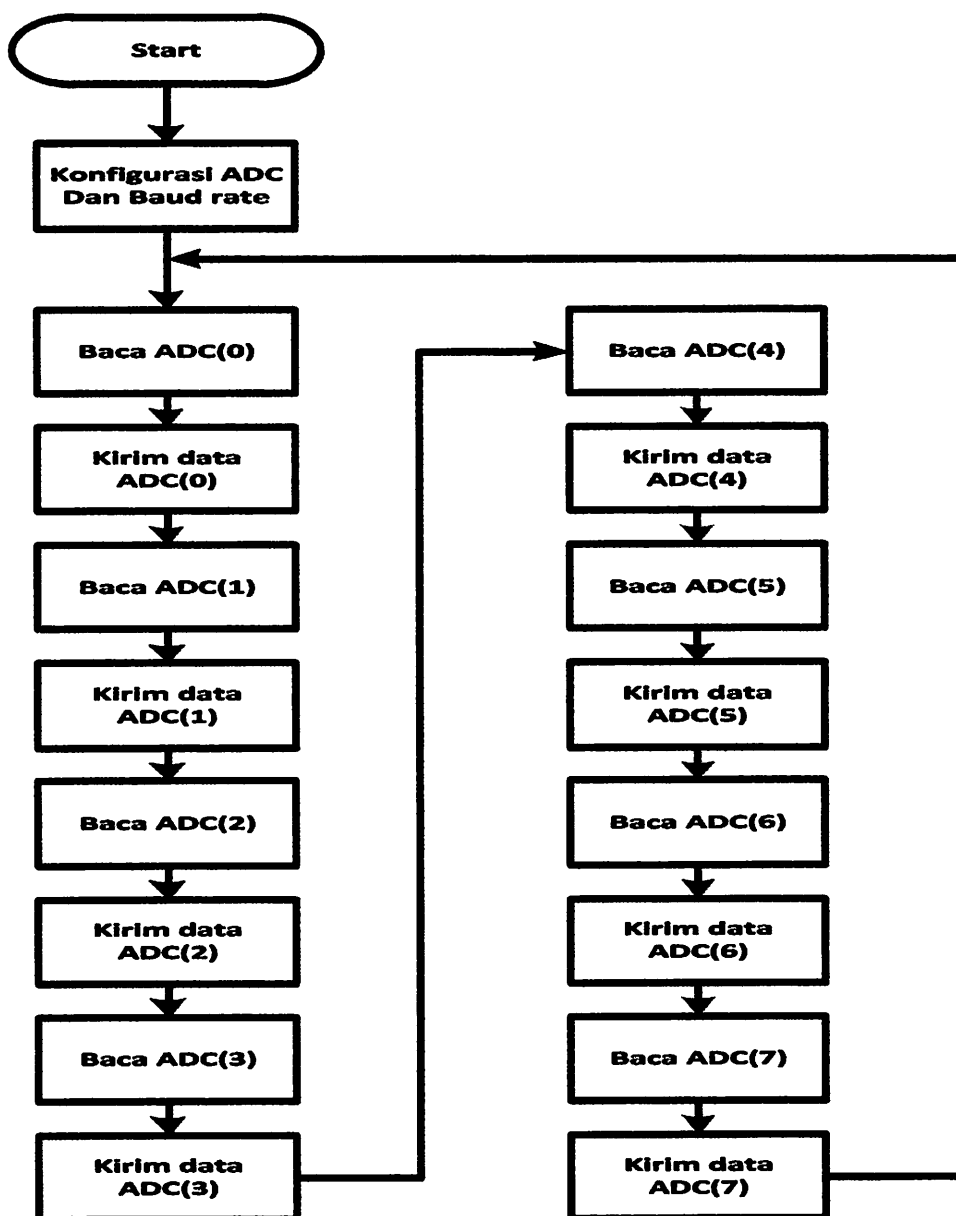 Start
Konfigurasi ADC
Dan Baud rate
Baca ADC(0)
Kirim data
ADC(0)
Baca ADC(1)
Kirim data
ADC(1)
Baca ADC(2)
Kirim data
ADC(2)
Baca ADC(3)
Kirim data
ADC(3)
Baca ADC(4)
Kirim data
ADC(4)
Baca ADC(5)
Kirim data
ADC(5)
Baca ADC(6)
Kirim data
ADC(6)
Baca ADC(7)
Kirim data
ADC(7)